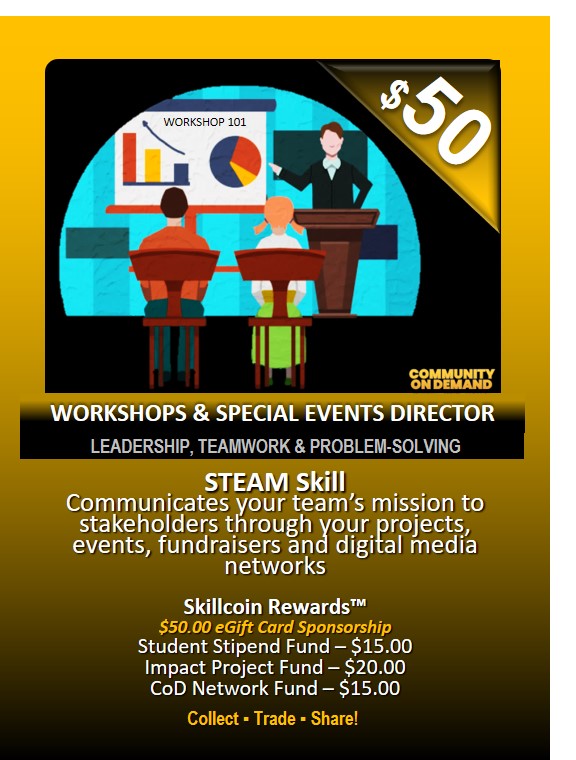 $50
WORKSHOP 101
COMMUNITY
ON DEMAND
WORKSHOPS & SPECIAL EVENTS DIRECTOR
LEADERSHIP, TEAMWORK & PROBLEM-SOLVING
STEAM Skill
Communicates your team’s mission to
stakeholders through your projects,
events, fundraisers and digital media
networks
Skillcoin Rewards™
$50.00 eGift Card Sponsorship
Student Stipend Fund – $15.00
Impact Project Fund – $20.00
CoD Network Fund – $15.00
Collect ▪ Trade ▪ Share!